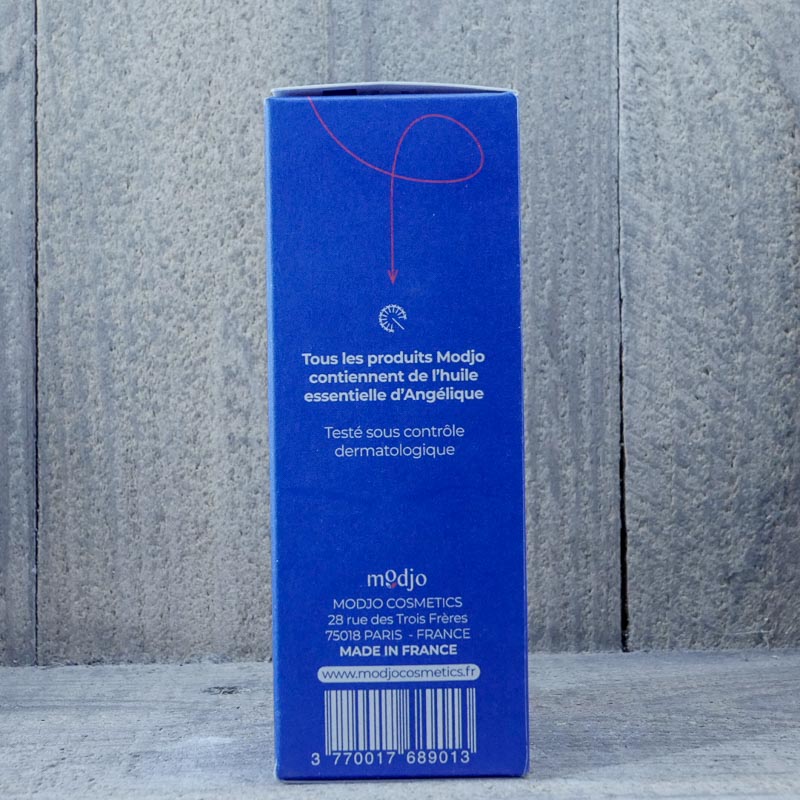 Tous les produits Modjo
contiennent de l'huile
essentielle d'Angélique
Testé sous contrôle
dermatologique
modjo
MODJO COSMETICS
28 rue des Trois Frères
75018 PARIS - FRANCE
MADE IN FRANCE
www.modjocosmetics.fr
3 770017 689013